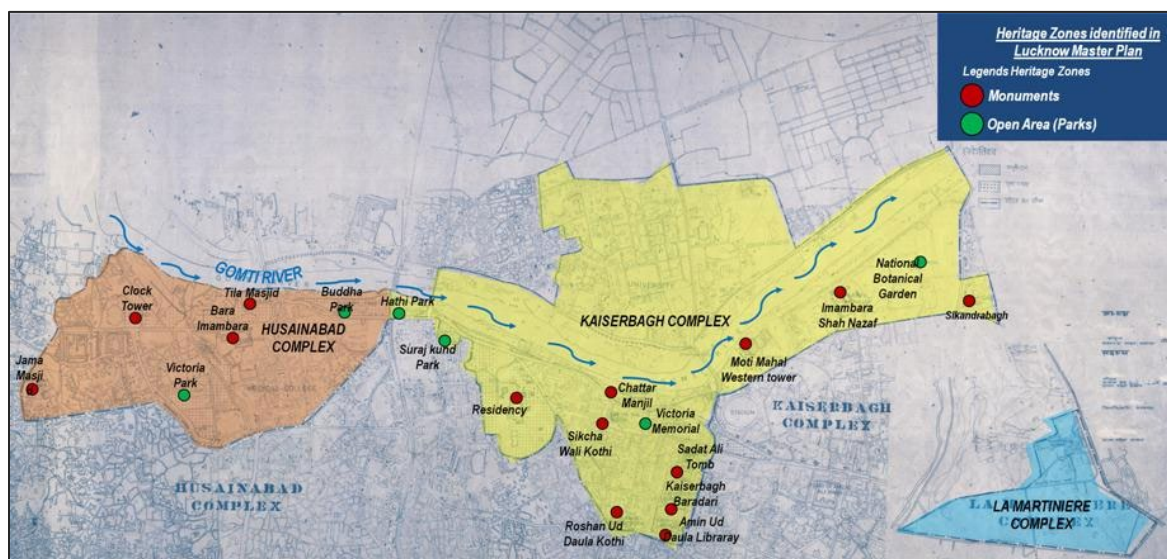 Heritage Zones identified in
Lucknow Master Plan
Legends Heritage Zones
Monuments
Open Area (Parks)
GOMTI RIVER
Clock
Tower
Tila Masjid
Bara
Imambara
HUSAINABAD
COMPLEX
Buddha
Park
Hathi Park
Jama
Masji
Victoria
Park
MEDICAL COLLEGE
Suraj kund
Park
KAISERBAGH COMPLEX
UNIVERSITY
National
Botanical
Garden
Imambara
Shah Nazaf
Sikandrabagh
Moti Mahal
Western tower
Residency
Chattar
Manjil
Sikcha
Wali Kothi
Victoria
Memorial
Sadat Ali
Tomb
Kaiserbagh
Baradari
Roshan Ud
Daula Kothi
Amin Ud
Daula Libraray
KAISERBAGH
COMPLEX
HUSAINABAD
COMPLEX
LA MARTINIERE
COMPLEX